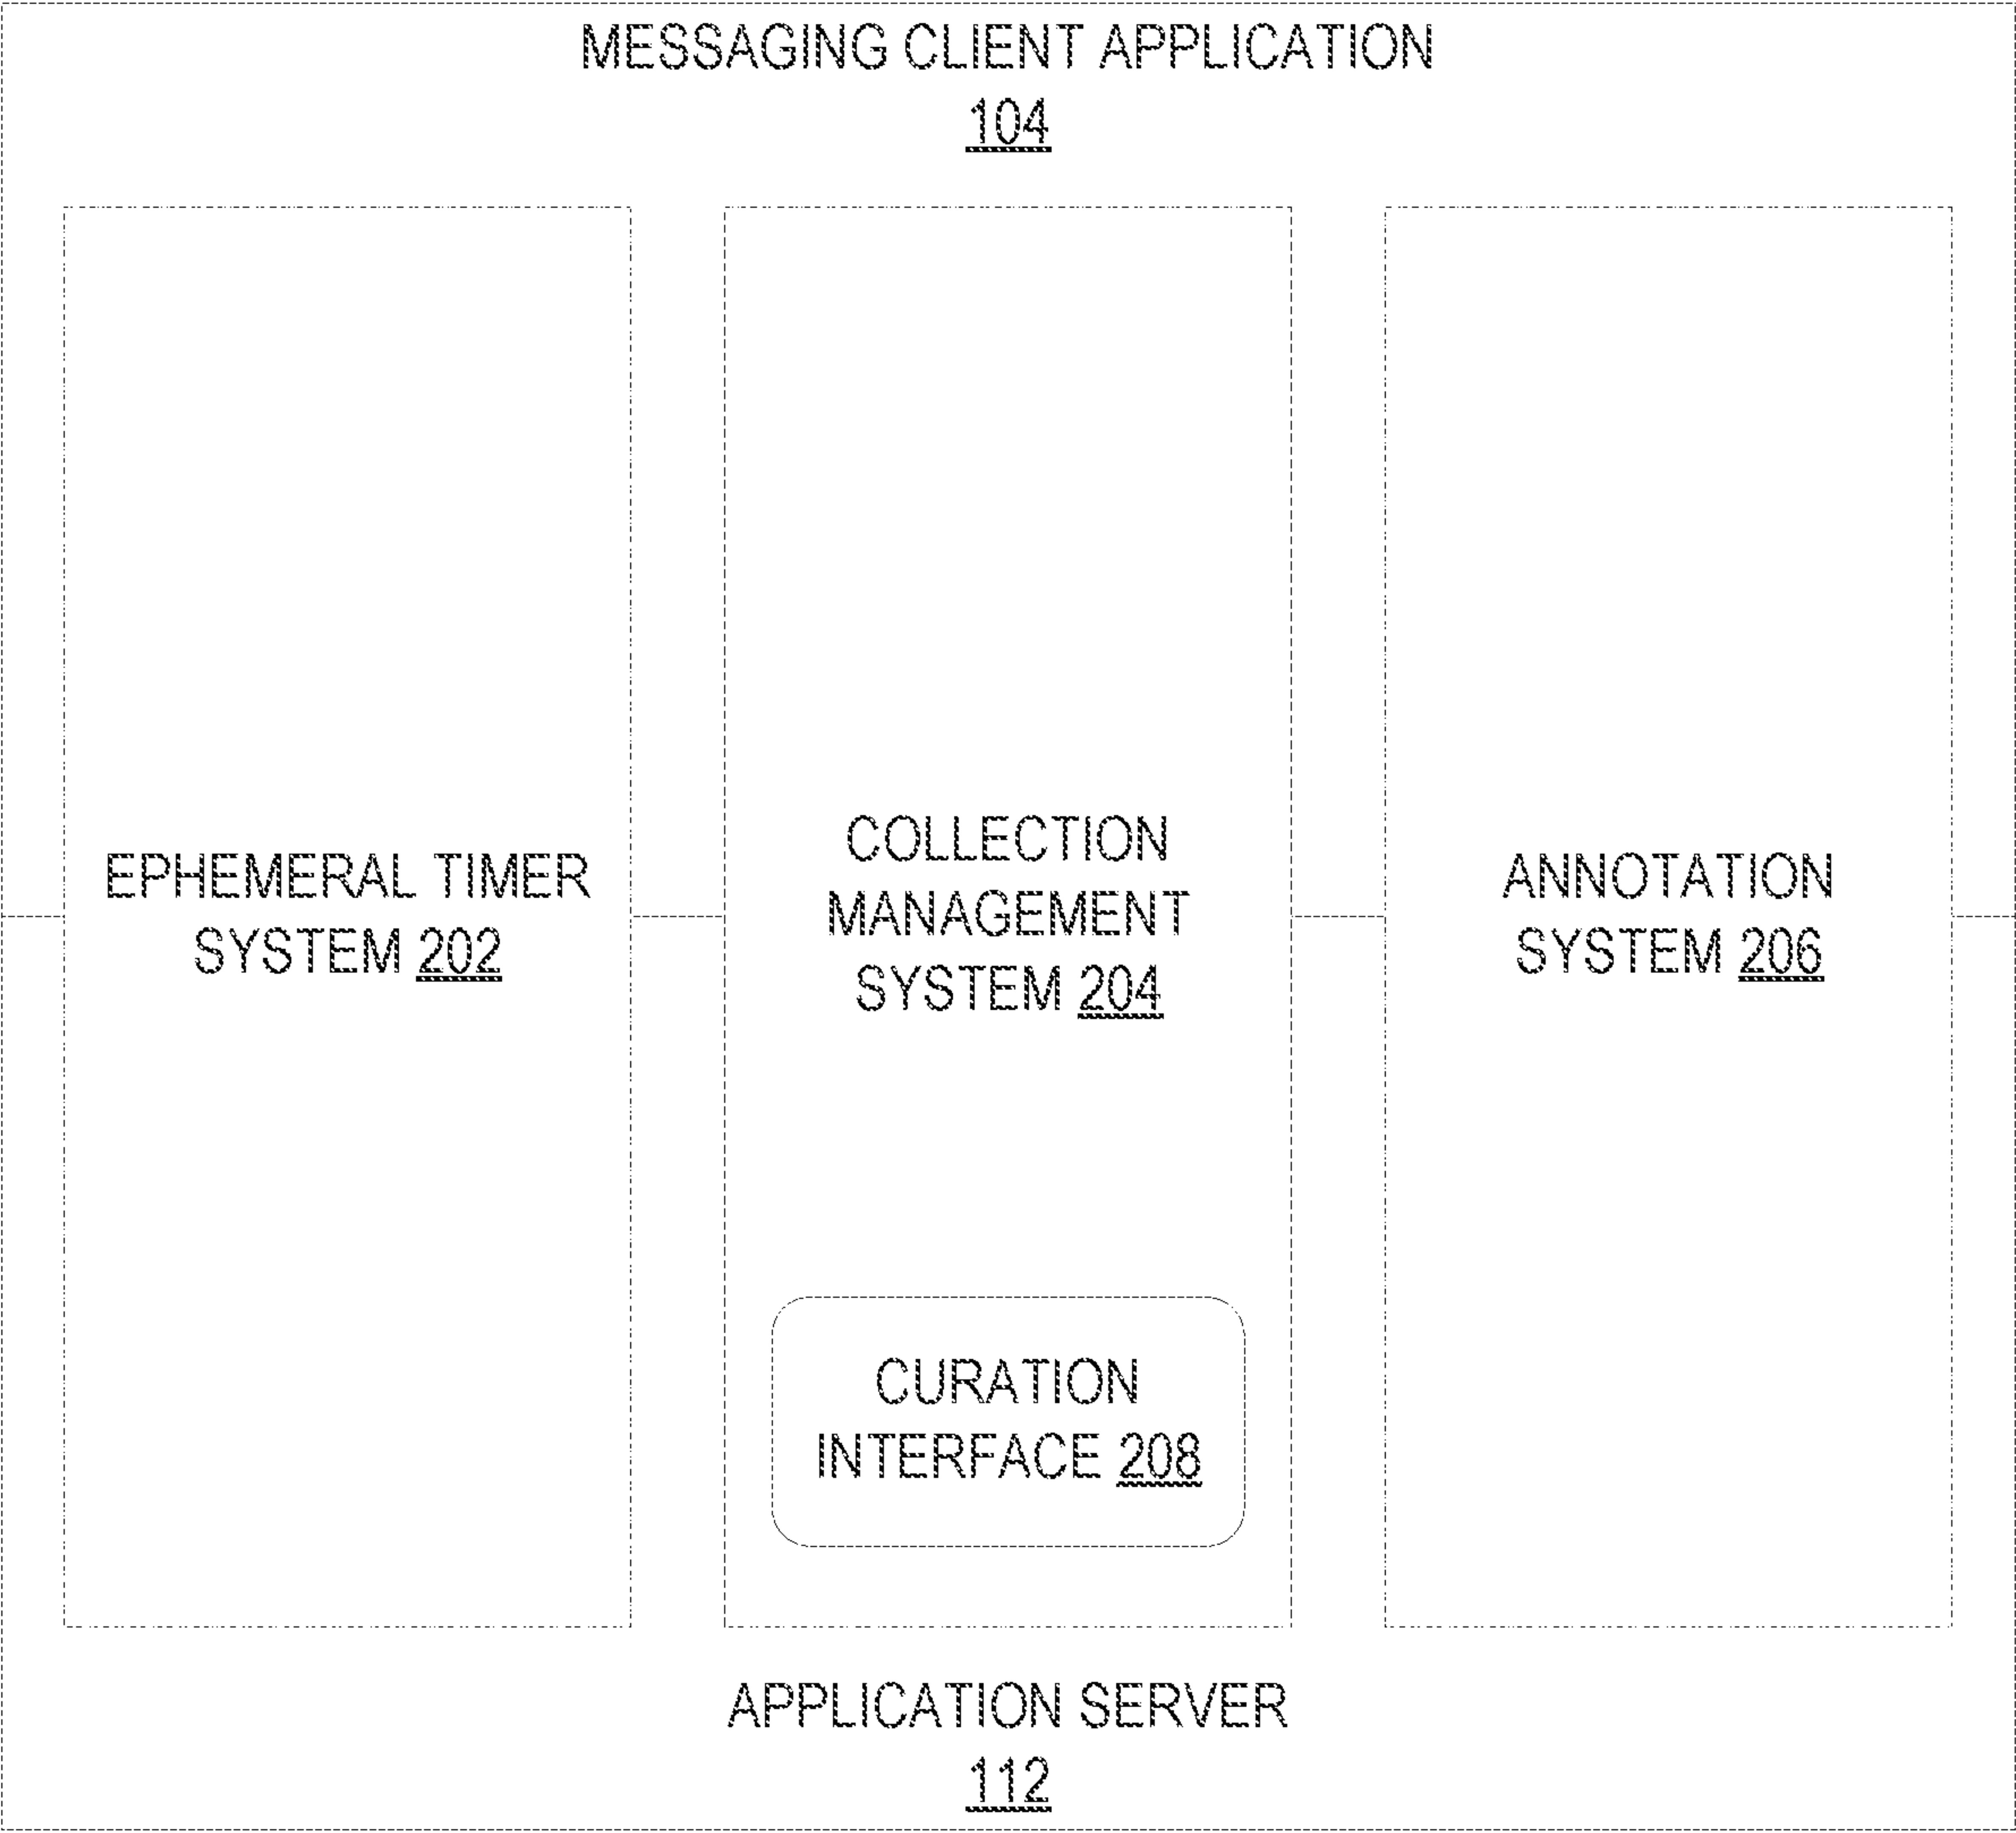 MESSAGING CLIENT APPLICATION
104
EPHEMERAL TIMER
SYSTEM 202
COLLECTION
MANAGEMENT
SYSTEM 204
CURATION
INTERFACE 208
ANNOTATION
SYSTEM 206
APPLICATION SERVER
112